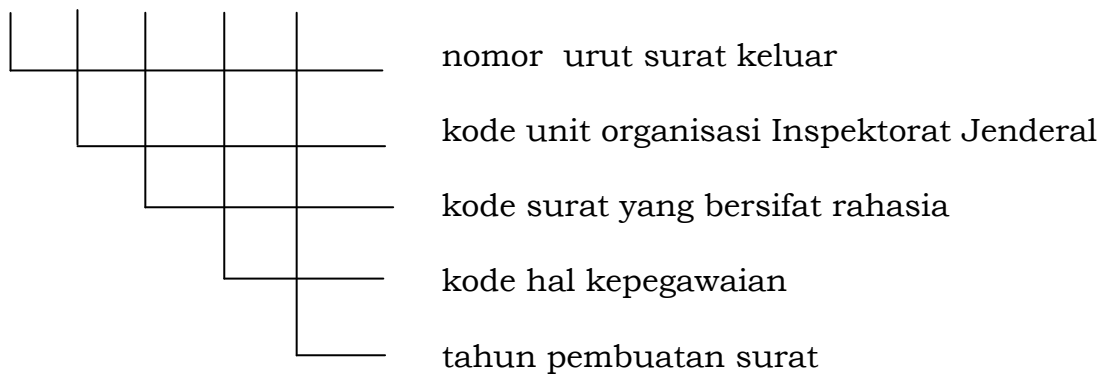 nomor urut surat keluar
kode unit organisasi Inspektorat Jenderal
kode surat yang bersifat rahasia
kode hal kepegawaian
tahun pembuatan surat